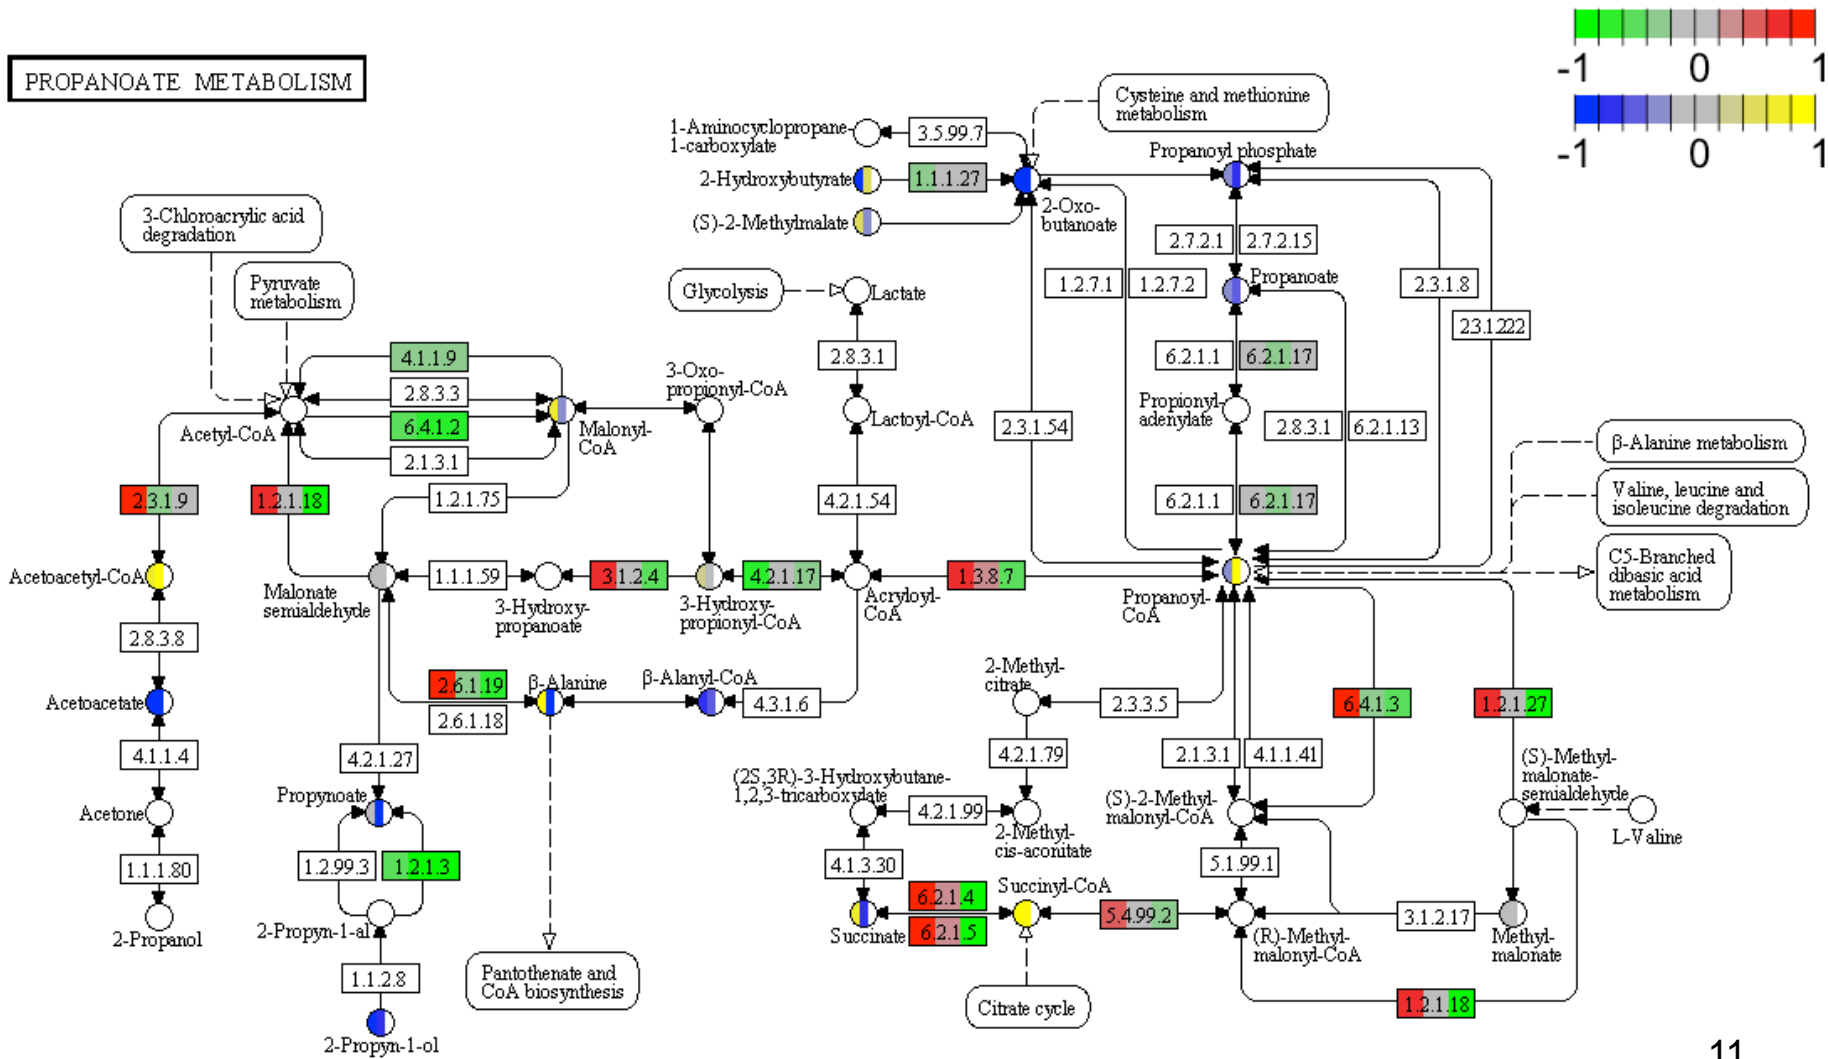 -1 0 1
-1 0 1
PROPANOATE METABOLISM
Cysteine and methionine
metabolism
1-Aminocyclopropane
1-carboxylate
3.5.99.7
Propanoyl phosphate
2-Hydroxybutyrate
1.1.1.27
(S)-2-Methylmalate
2-Oxo-
butanoate
3-Chloroacrylic acid
degradation
2.7.2.1
2.7.2.15
Pyruvate
metabolism
Glycolysis
Lactate
1.2.7.1
1.2.7.2
Propanoate
2.3.1.8
2.3.1.222
4.1.1.9
2.8.3.1
6.2.1.1
6.2.1.17
2.8.3.3
3-Oxo-
propionyl-CoA
Acetyl-CoA
6.4.1.2
Malonyl-
CoA
Lactoyl-CoA
Propionyl-
adenylate
2.3.1.54
2.8.3.1
6.2.1.13
2.1.3.1
β-Alanine metabolism
2.3.1.9
1.2.1.18
1.2.1.75
4.2.1.54
6.2.1.1
6.2.1.17
Valine, leucine and
isoleucine degradation
Acetoacetyl-CoA
Malonate
semialdehyde
1.1.1.59
3-Hydroxy-
propanoate
3.1.2.4
3-Hydroxy-
propionyl-CoA
4.2.1.17
Acryloyl-
CoA
1.3.8.7
Propanoyl-
CoA
C5-Branched
dibasic acid
metabolism
2.8.3.8
2.6.1.19
2.6.1.18
β-Alanine
β-Alanyl-CoA
4.3.1.6
2-Methyl-
citrate
2.3.3.5
6.4.1.3
1.2.1.27
Acetoacetate
4.1.1.4
4.2.1.27
4.2.1.79
2.1.3.1
4.1.1.41
(S)-Methyl-
malonate-
semialdehyde
Propynoate
(2S,3R)-3-Hydroxybutane-
1,2,3-tricarboxylate
(S)-2-Methyl-
malonyl-CoA
Acetone
4.2.1.99
2-Methyl-
cis-aconitate
L-Valine
1.1.1.80
1.2.99.3
1.2.1.3
4.1.3.30
5.1.99.1
6.2.1.4
Succinyl-CoA
5.4.99.2
3.1.2.17
2-Propanol
2-Propyn-1-al
Succinate
6.2.1.5
(R)-Methyl-
malonyl-CoA
Methyl-
malonate
1.1.2.8
Pantothenate and
CoA biosynthesis
Citrate cycle
1.2.1.18
2-Propyn-1-ol
11